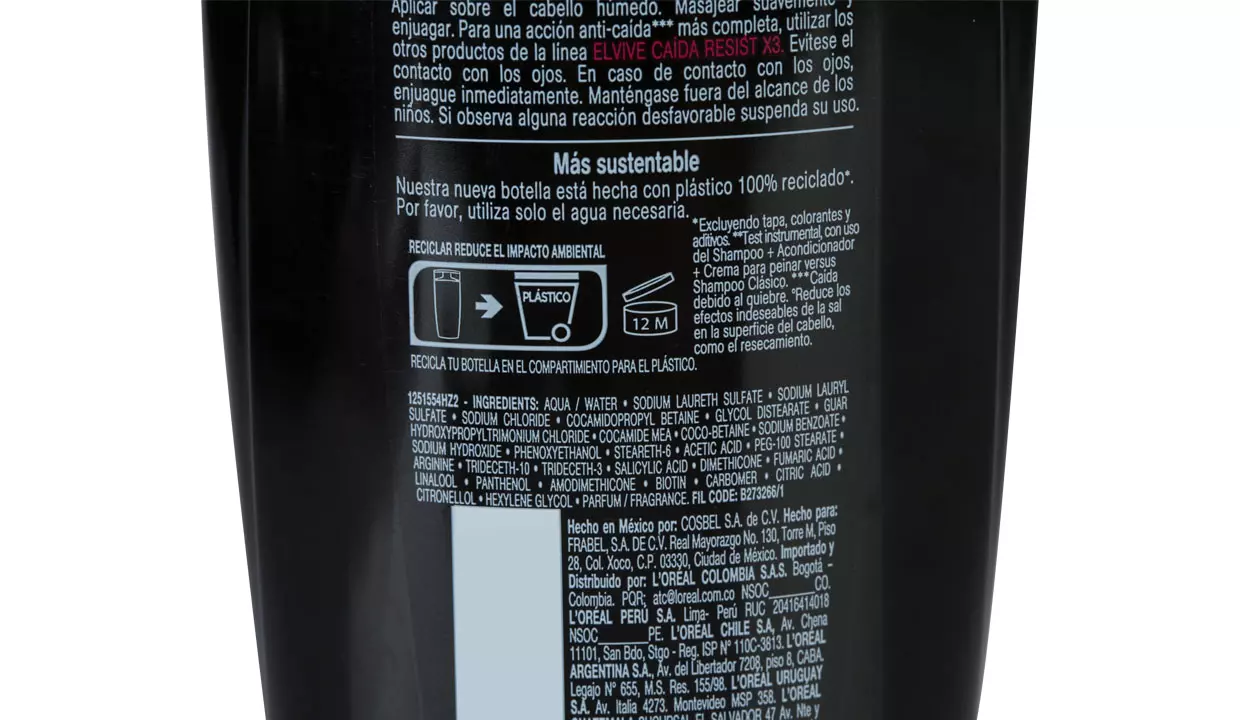 Aplicar sobre el cabello húmedo. Masajear suavemente y
enjuagar. Para una acción anti-caída*** más completa, utilizar los
otros productos de la línea ELVIVE CAÍDA RESIST X3. Evítese el
contacto con los ojos. En caso de contacto con los ojos,
enjuague inmediatamente. Manténgase fuera del alcance de los
niños. Si observa alguna reacción desfavorable suspenda su uso.
Más sustentable
Nuestra nueva botella está hecha con plástico 100% reciclado*.
Por favor, utiliza solo el agua necesaria.
*Excluyendo tapa, colorantes y
aditivos. **Test instrumental, con uso
del Shampoo + Acondicionador
+ Crema para peinar versus
Shampoo Clásico. ***Caída
debido al quiebre. °Reduce los
efectos indeseables de la sal
en la superficie del cabello,
como el resecamiento.
RECICLAR REDUCE EL IMPACTO AMBIENTAL
PLÁSTICO
12 M
RECICLA TU BOTELLA EN EL COMPARTIMIENTO PARA EL PLÁSTICO.
1251554HZ2 - INGREDIENTS: AQUA / WATER • SODIUM LAURETH SULFATE • SODIUM LAURYL
SULFATE • SODIUM CHLORIDE • COCAMIDOPROPYL BETAINE • GLYCOL DISTEARATE • GUAR
HYDROXYPROPYLTRIMONIUM CHLORIDE • COCAMIDE MEA • COCO-BETAINE • SODIUM BENZOATE •
SODIUM HYDROXIDE • PHENOXYETHANOL • STEARETH-6 • ACETIC ACID • PEG-100 STEARATE •
ARGININE • TRIDECETH-10 • TRIDECETH-3 • SALICYLIC ACID • DIMETHICONE • FUMARIC ACID •
LINALOOL • PANTHENOL • AMODIMETHICONE • BIOTIN • CARBOMER • CITRIC ACID •
CITRONELLOL • HEXYLENE GLYCOL • PARFUM / FRAGRANCE. FIL CODE: B273266/1
Hecho en México por: COSBEL S.A. de C.V. Hecho para:
FRABEL, S.A. DE C.V. Real Mayorazgo No. 130, Torre M, Piso
28, Col. Xoco, C.P. 03330, Ciudad de México. Importado y
Distribuido por: L'ORÉAL COLOMBIA S.A.S. Bogotá -
Colombia. PQR: atc@loreal.com.co NSOC______CO.
L'ORÉAL PERÚ S.A. Lima- Perú RUC 20416414018
NSOC______PE. L'ORÉAL CHILE S.A, Av. Chena
11101, San Bdo, Stgo - Reg. ISP N° 110C-3813. L'ORÉAL
ARGENTINA S.A., Av. del Libertador 7208, piso 8, CABA.
Legajo N° 655, M.S. Res. 155/98. L'ORÉAL URUGUAY
S.A. Av. Italia 4273. Montevideo MSP 358. L'ORÉAL
GUATEMALA SUCURSAL EL SALVADOR 47 Av. Nte y